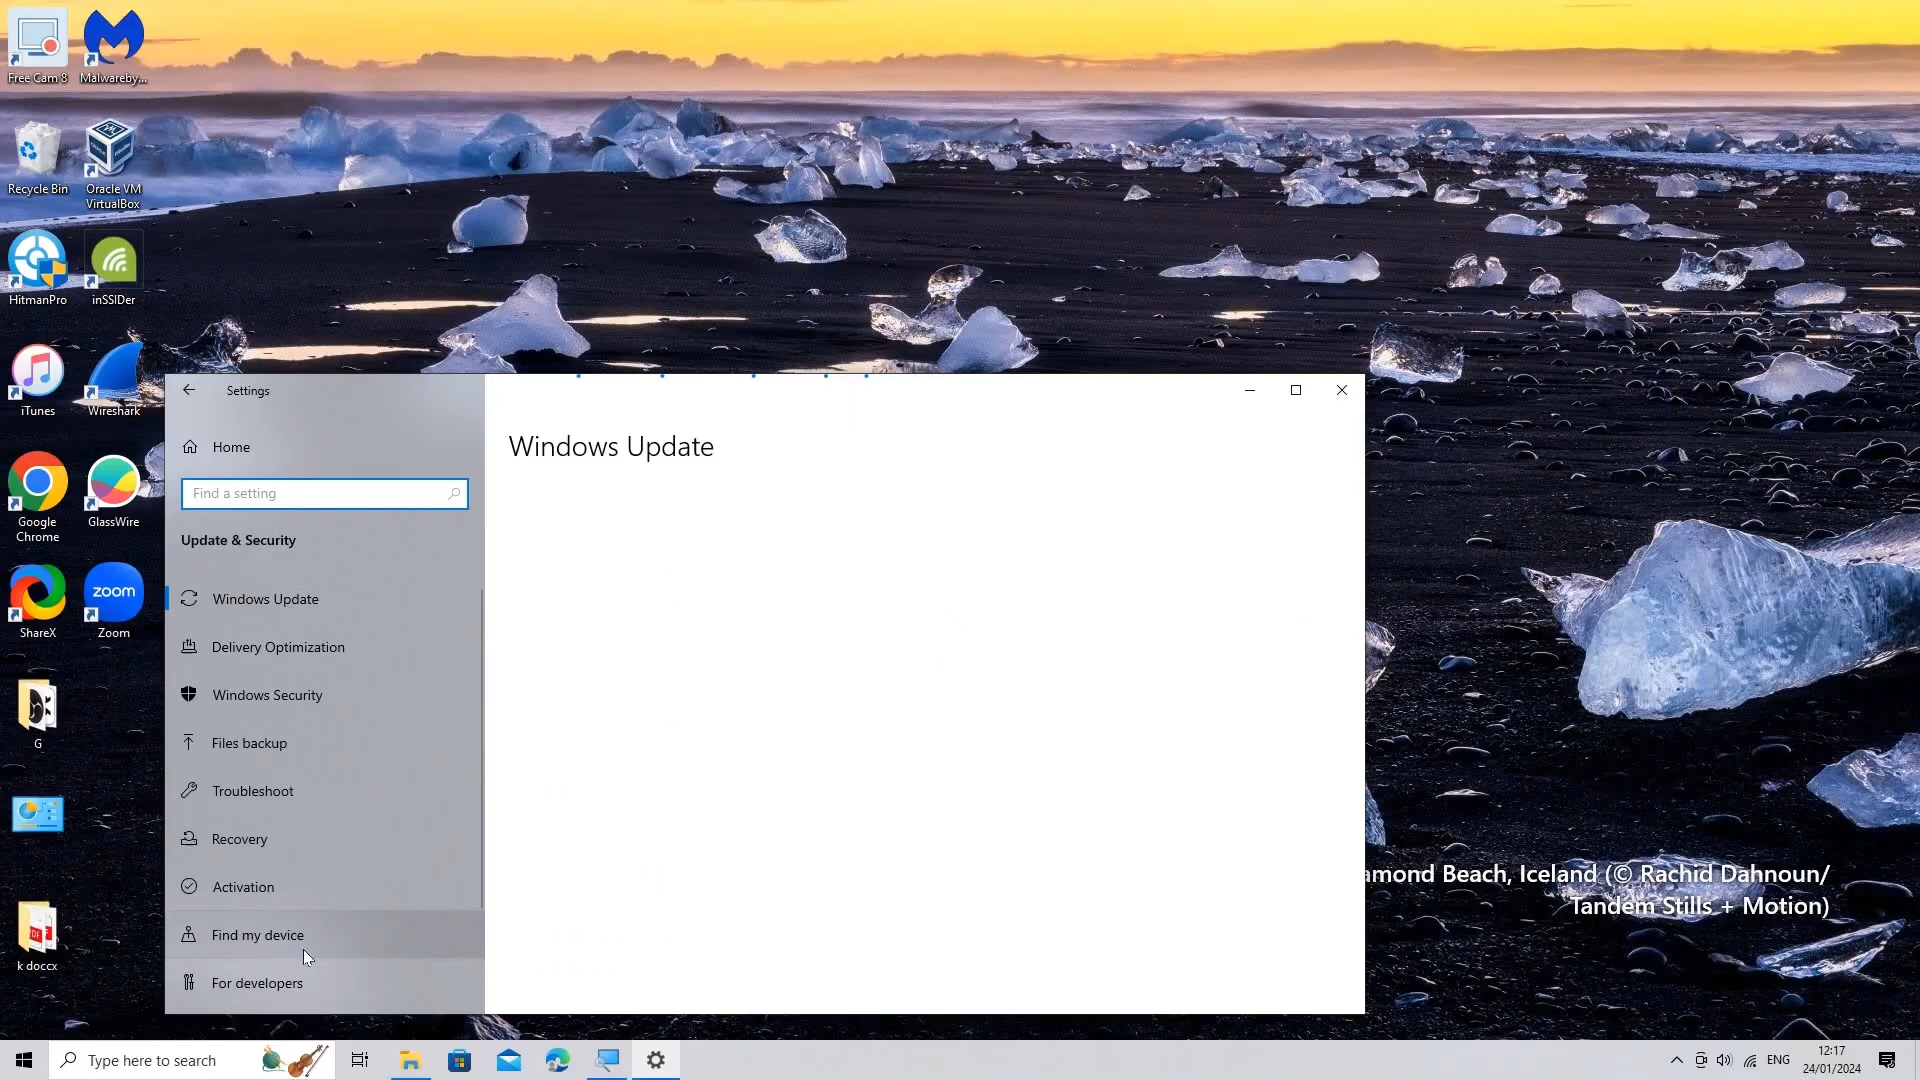 Free Cam 8
Malwareby...
Recycle Bin
Oracle VM
VirtualBox
HitmanPro
inSSIDer
iTunes
Wireshark
Google
Chrome
GlassWire
zoom
ShareX
Zoom
G
PDF
k doccx
Settings
Home
Find a setting
Update & Security
Windows Update
Delivery Optimization
Windows Security
Files backup
Troubleshoot
Recovery
Activation
Find my device
For developers
Windows Update
amond Beach, Iceland (© Rachid Dahnoun/
Tandem Stills + Motion)
Type here to search
ENG
12:17
24/01/2024